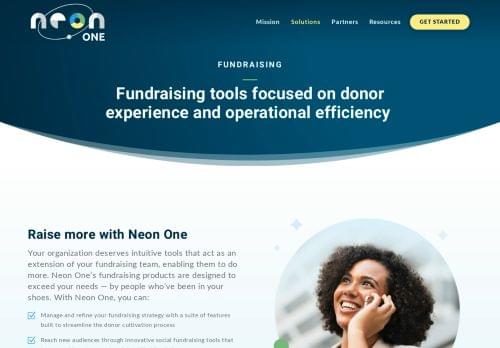 neon
ONE
Mission Solutions Partners Resources GET STARTED
FUNDRAISING
Fundraising tools focused on donor
experience and operational efficiency
Raise more with Neon One
Your organization deserves intuitive tools that act as an
extension of your fundraising team, enabling them to do
more. Neon One's fundraising products are designed to
exceed your needs — by people who've been in your
shoes. With Neon One, you can:
Manage and refine your fundraising strategy with a suite of features
built to streamline the donor cultivation process
Reach new audiences through innovative social fundraising tools that